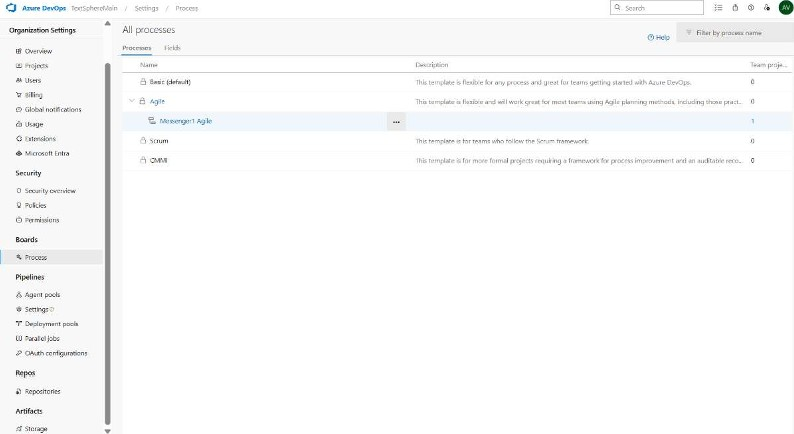 Azure DevOps TextSphereMain / Settings / Process
Search
AV
Organization Settings
Overview
Projects
Users
Billing
Global notifications
Usage
Extensions
Microsoft Entra
Security
Security overview
Policies
Permissions
Boards
Process
Pipelines
Agent pools
Settings
Deployment pools
Parallel jobs
OAuth configurations
Repos
Repositories
Artifacts
Storage
All processes
Help
Filter by process name
Processes Fields
Name Description Team proje...
Basic (default) This template is flexible for any process and great for teams getting started with Azure DevOps. 0
Agile This template is flexible and will work great for most teams using Agile planning methods, including those pract... 0
Messenger1 Agile ... 1
Scrum This template is for teams who follow the Scrum framework. 0
CMMI This template is for more formal projects requiring a framework for process improvement and an auditable reco... 0